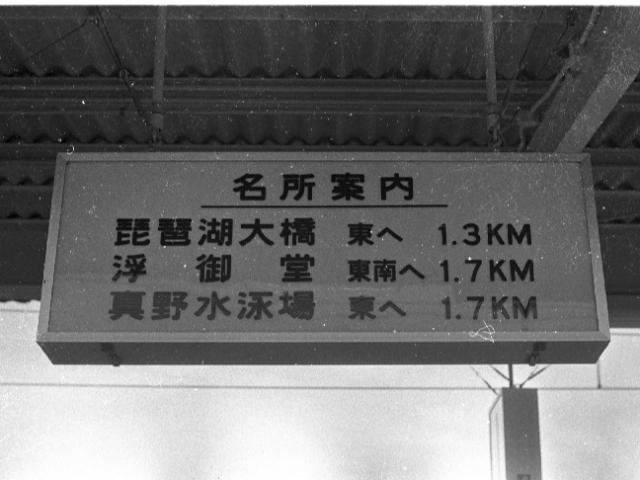 名所案内
琵琶湖大橋 東へ 1.3KM
浮御堂 東南へ 1.7KM
真野水泳場 東へ 1.7KM